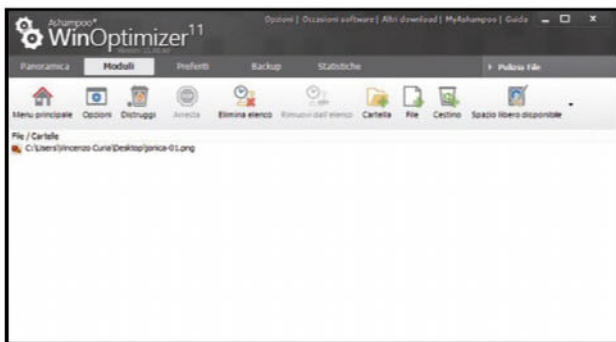 Ashampoo®
WinOptimizer 11
Opzioni | Occasioni software | Altri download | MyAshampoo | Guida
Panoramica Moduli Preferiti Backup Statistiche Pulizia File
Menu principale Opzioni Distruggi Arresta Elimina elenco Rimuovi dall'elenco Cartella File Cestino Spazio libero disponibile
File / Cartelle
C:\Users\Vincenzo Curia\Desktop\jonica-01.png